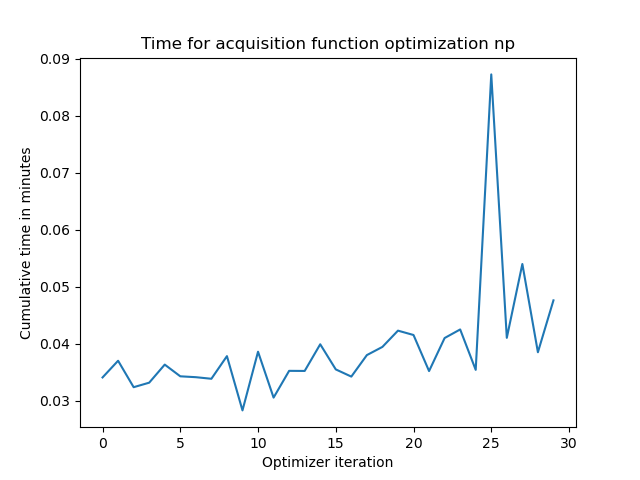 Time for acquisition function optimization np
0.09
0.08
0.07
0.06
0.05
0.04
0.03
Cumulative time in minutes
0 5 10 15 20 25 30
Optimizer iteration